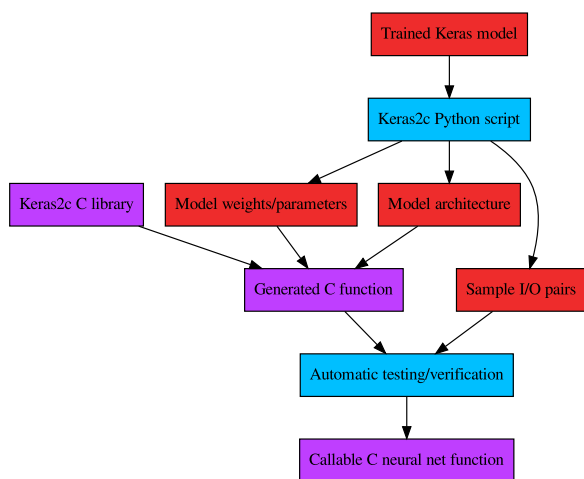 Trained Keras model
Keras2c Python script
Keras2c C library
Model weights/parameters
Model architecture
Generated C function
Sample I/O pairs
Automatic testing/verification
Callable C neural net function